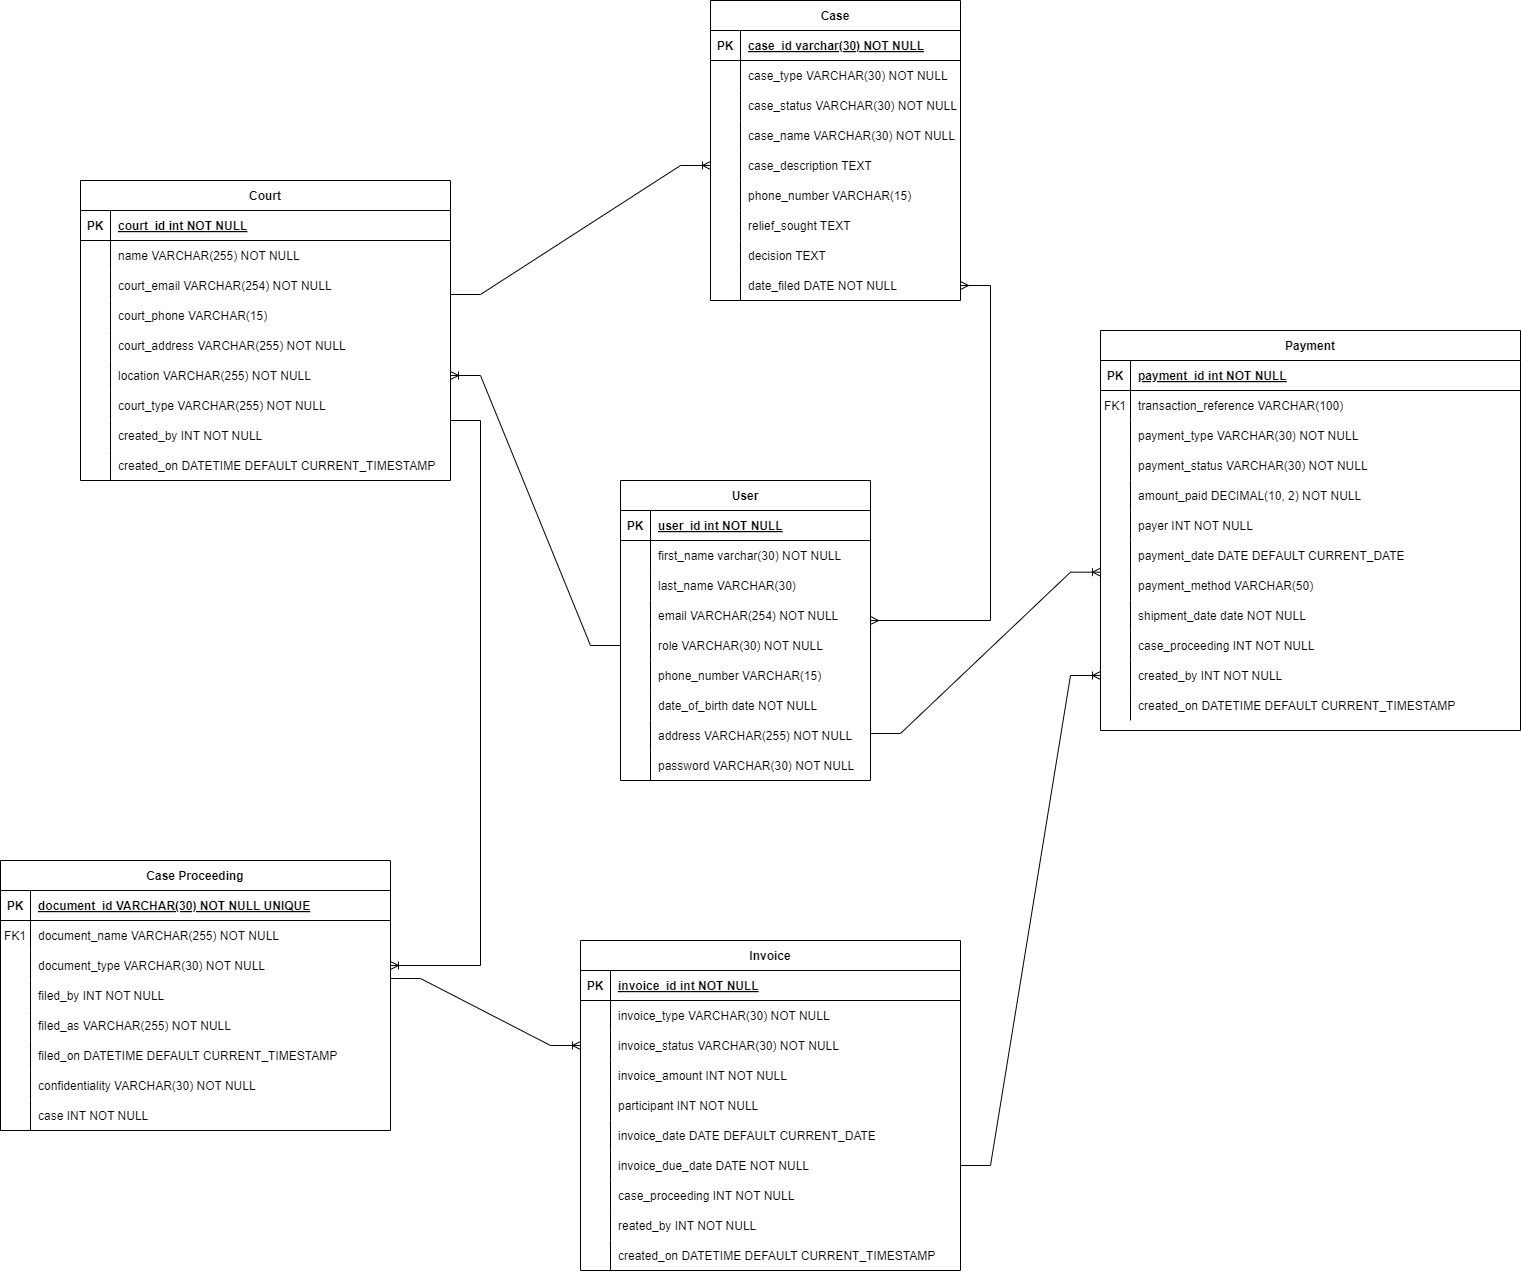 Case
PK case_id varchar(30) NOT NULL
case_type VARCHAR(30) NOT NULL
case_status VARCHAR(30) NOT NULL
case_name VARCHAR(30) NOT NULL
case_description TEXT
phone_number VARCHAR(15)
relief_sought TEXT
decision TEXT
date_filed DATE NOT NULL
Court
PK court_id int NOT NULL
name VARCHAR(255) NOT NULL
court_email VARCHAR(254) NOT NULL
court_phone VARCHAR(15)
court_address VARCHAR(255) NOT NULL
location VARCHAR(255) NOT NULL
court_type VARCHAR(255) NOT NULL
created_by INT NOT NULL
created_on DATETIME DEFAULT CURRENT_TIMESTAMP
Payment
PK payment_id int NOT NULL
FK1 transaction_reference VARCHAR(100)
payment_type VARCHAR(30) NOT NULL
payment_status VARCHAR(30) NOT NULL
amount_paid DECIMAL(10, 2) NOT NULL
payer INT NOT NULL
payment_date DATE DEFAULT CURRENT_DATE
payment_method VARCHAR(50)
shipment_date date NOT NULL
case_proceeding INT NOT NULL
created_by INT NOT NULL
created_on DATETIME DEFAULT CURRENT_TIMESTAMP
User
PK user_id int NOT NULL
first_name varchar(30) NOT NULL
last_name VARCHAR(30)
email VARCHAR(254) NOT NULL
role VARCHAR(30) NOT NULL
phone_number VARCHAR(15)
date_of_birth date NOT NULL
address VARCHAR(255) NOT NULL
password VARCHAR(30) NOT NULL
Case Proceeding
PK document_id VARCHAR(30) NOT NULL UNIQUE
FK1 document_name VARCHAR(255) NOT NULL
document_type VARCHAR(30) NOT NULL
filed_by INT NOT NULL
filed_as VARCHAR(255) NOT NULL
filed_on DATETIME DEFAULT CURRENT_TIMESTAMP
confidentiality VARCHAR(30) NOT NULL
case INT NOT NULL
Invoice
PK invoice_id int NOT NULL
invoice_type VARCHAR(30) NOT NULL
invoice_status VARCHAR(30) NOT NULL
invoice_amount INT NOT NULL
participant INT NOT NULL
invoice_date DATE DEFAULT CURRENT_DATE
invoice_due_date DATE NOT NULL
case_proceeding INT NOT NULL
reated_by INT NOT NULL
created_on DATETIME DEFAULT CURRENT_TIMESTAMP